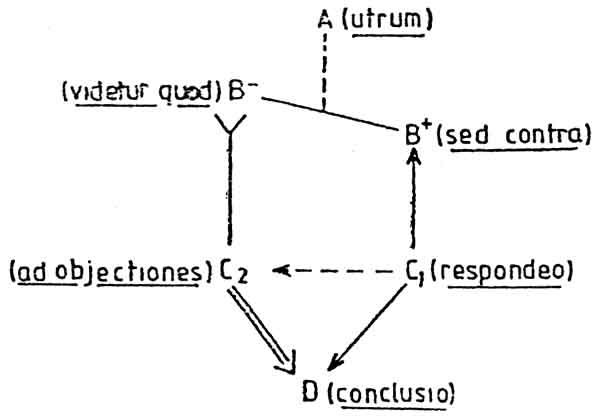 A (utrum)
(videtur quod) B⁻
B⁺ (sed contra)
(ad objectiones) C₂
C₁ (respondeo)
D (conclusio)